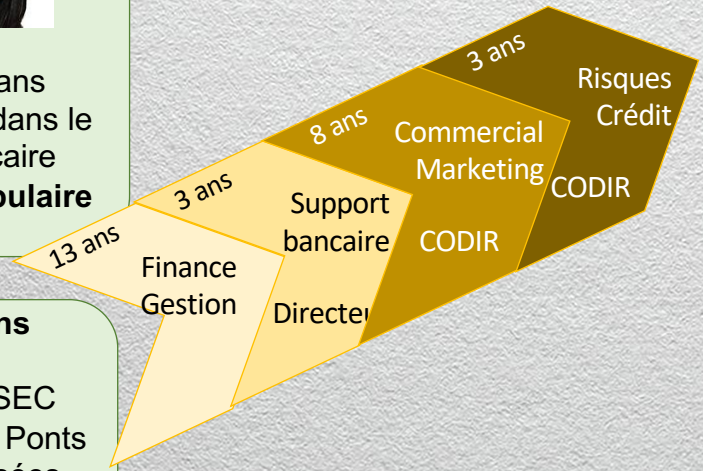 ans
dans le
caire
pulaire
ns
SEC
Ponts
13 ans
Finance
Gestion
3 ans
Support
bancaire
Directeu
8 ans
Commercial
Marketing
CODIR
3 ans
Risques
Crédit
CODIR